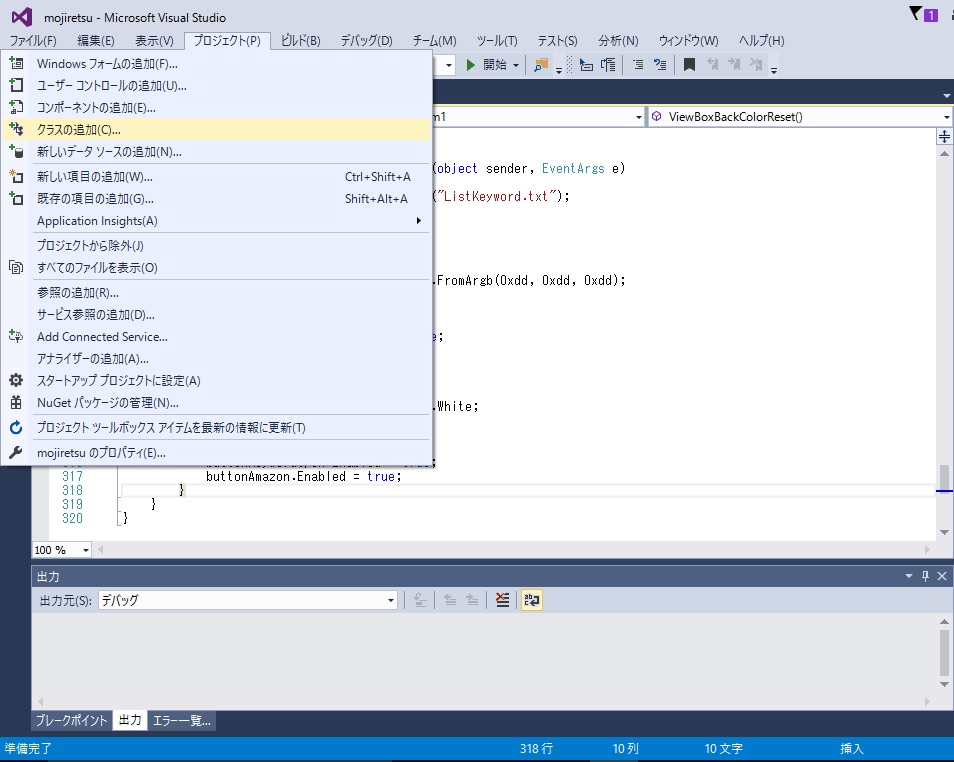 mojiretsu - Microsoft Visual Studio
1
ファイル(F) 編集(E) 表示(V) プロジェクト(P) ビルド(B) デバッグ(D) チーム(M) ツール(T) テスト(S) 分析(N) ウィンドウ(W) ヘルプ(H)
Windows フォームの追加(F)...
開始
ユーザー コントロールの追加(U)...
コンポーネントの追加(E)...
m1 ViewBoxBackColorReset()
クラスの追加(C)...
新しいデータ ソースの追加(N)...
(object sender, EventArgs e)
新しい項目の追加(W)... Ctrl+Shift+A
("ListKeyword.txt");
既存の項目の追加(G)... Shift+Alt+A
Application Insights(A)
プロジェクトから除外(J)
すべてのファイルを表示(O)
.FromArgb(0xdd, 0xdd, 0xdd);
参照の追加(R)...
サービス参照の追加(D)...
Add Connected Service...
e;
アナライザーの追加(A)...
スタートアップ プロジェクトに設定(A)
NuGet パッケージの管理(N)...
.White;
プロジェクト ツールボックス アイテムを最新の情報に更新(T)
mojiretsu のプロパティ(E)...
317 buttonAmazon.Enabled = true;
318 }
319 }
320 }
100 %
出力
出力元(S): デバッグ
ブレークポイント 出力 エラー一覧...
準備完了 318 行 10 列 10 文字 挿入